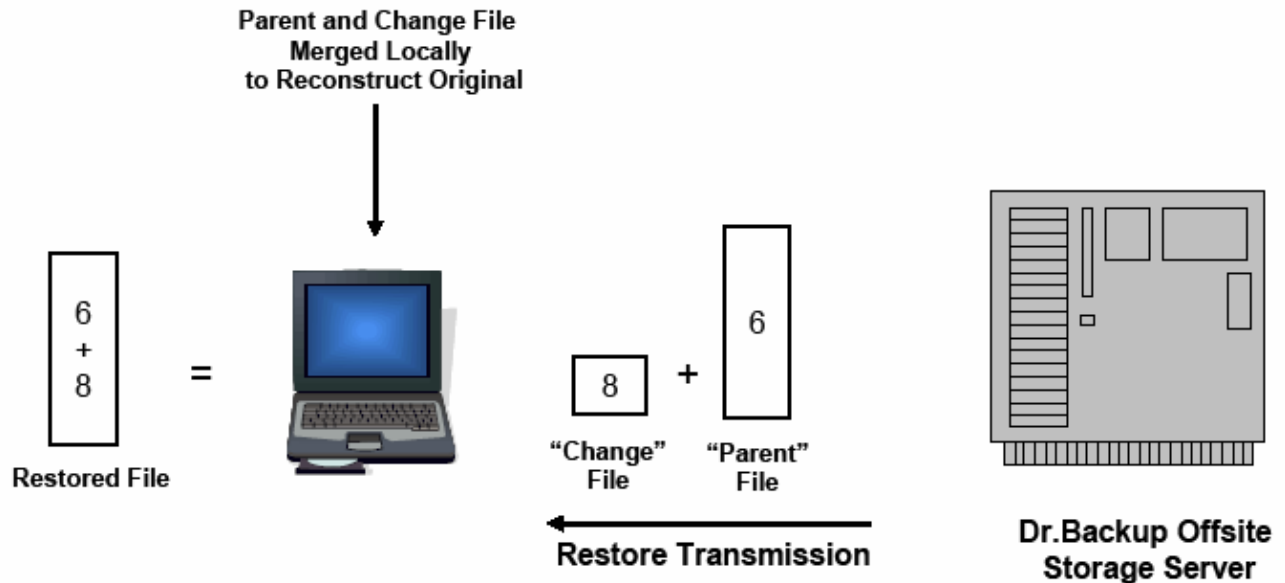 Parent and Change File
Merged Locally
to Reconstruct Original
6
+
8
Restored File
=
8
"Change"
File
+
6
"Parent"
File
Restore Transmission
Dr.Backup Offsite
Storage Server